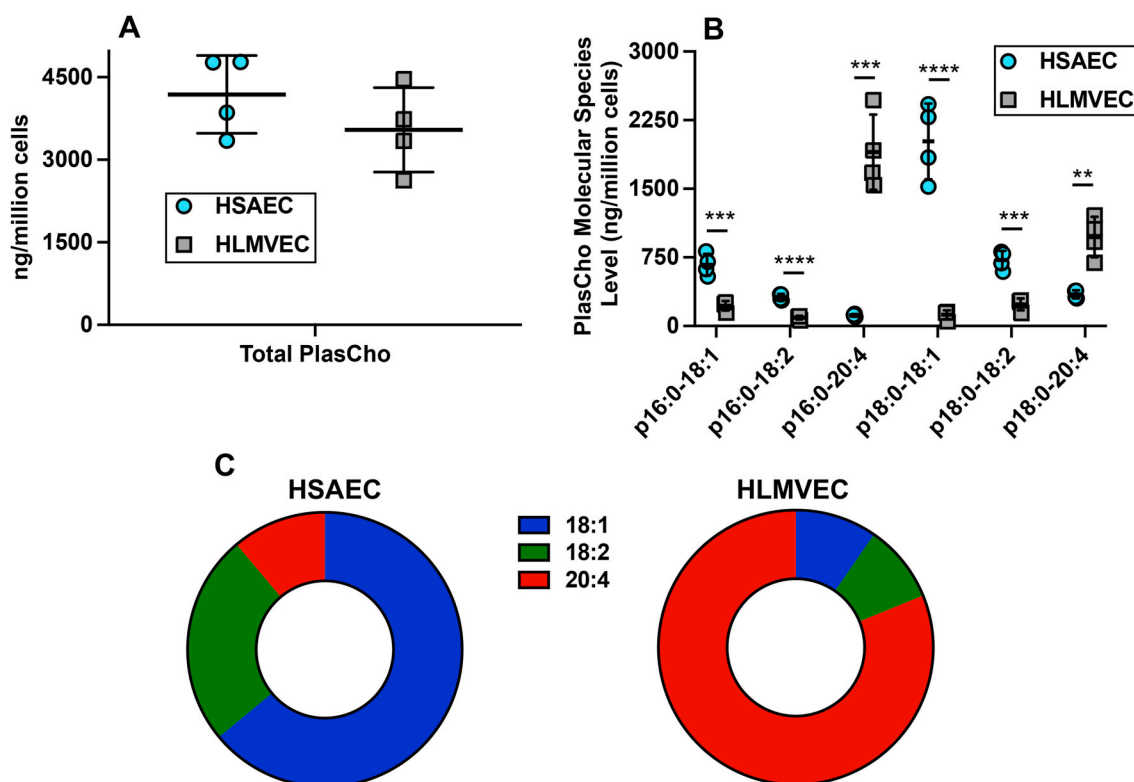 A
ng/million cells
4500
3000
1500
0
HSAEC
HLMVEC
Total PlasCho
B
PlasCho Molecular Species
Level (ng/million cells)
3000
2250
1500
750
0
***
****
***
****
***
**
HSAEC
HLMVEC
p16:0-18:1
p16:0-18:2
p16:0-20:4
p18:0-18:1
p18:0-18:2
p18:0-20:4
C
HSAEC
18:1
18:2
20:4
HLMVEC